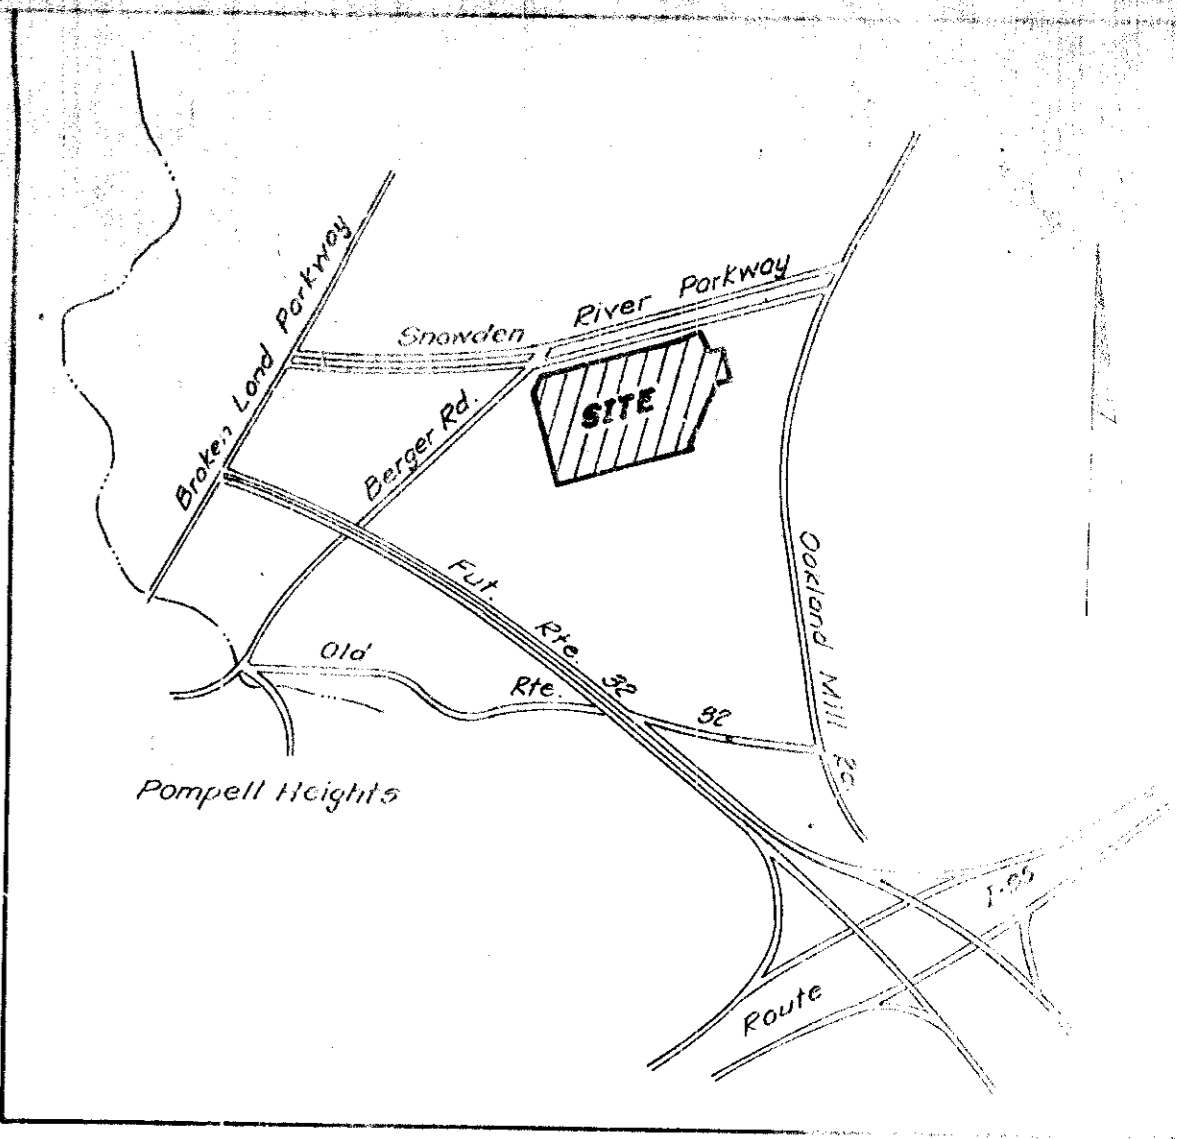 Broken Land Parkway
Snowden River Parkway
SITE
Berger Rd.
Oakland Mill Rd
Fut. Rte. 32
Old Rte. 32
Pompell Heights
Route I-95